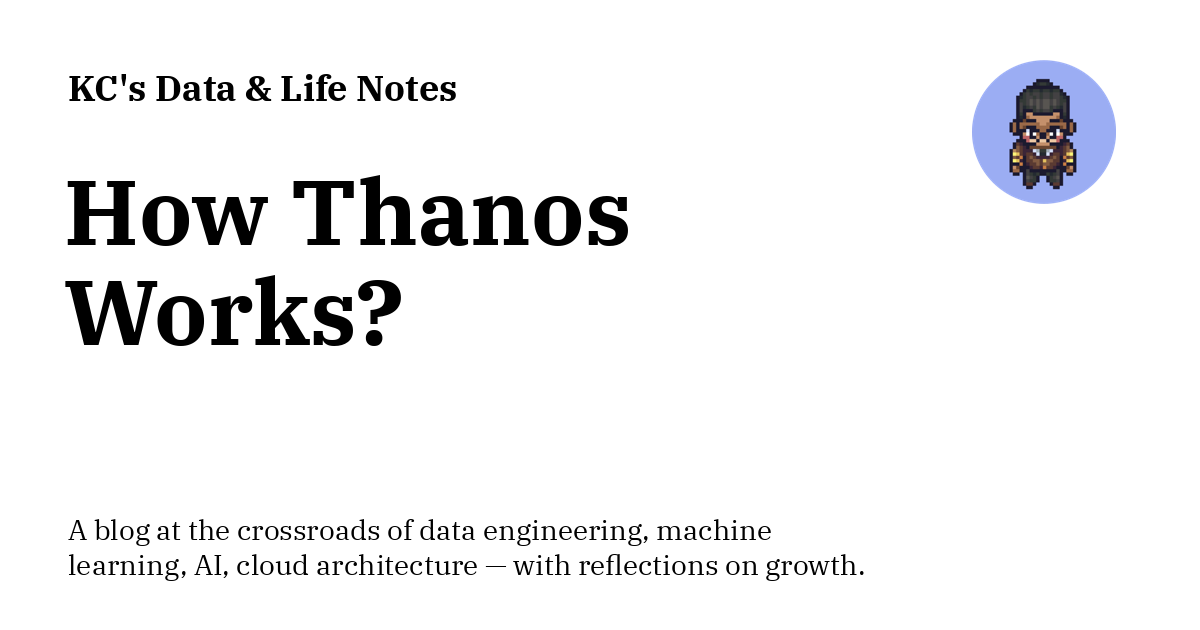 KC's Data & Life Notes
How Thanos
Works?
A blog at the crossroads of data engineering, machine
learning, AI, cloud architecture — with reflections on growth.